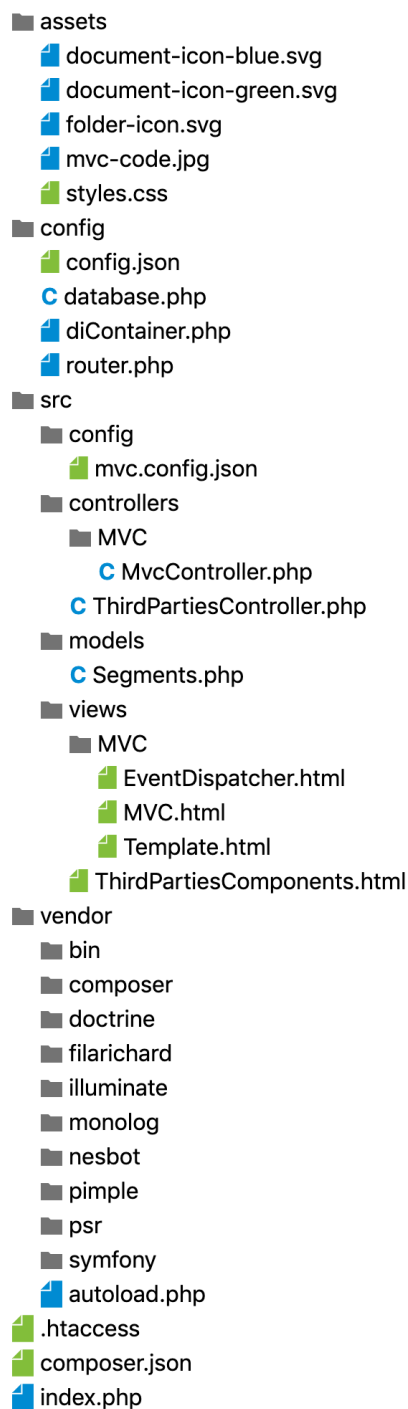 assets
document-icon-blue.svg
document-icon-green.svg
folder-icon.svg
mvc-code.jpg
styles.css
config
config.json
C database.php
diContainer.php
router.php
src
config
mvc.config.json
controllers
MVC
C MvcController.php
C ThirdPartiesController.php
models
C Segments.php
views
MVC
EventDispatcher.html
MVC.html
Template.html
ThirdPartiesComponents.html
vendor
bin
composer
doctrine
filarichard
illuminate
monolog
nesbot
pimple
psr
symfony
autoload.php
.htaccess
composer.json
index.php